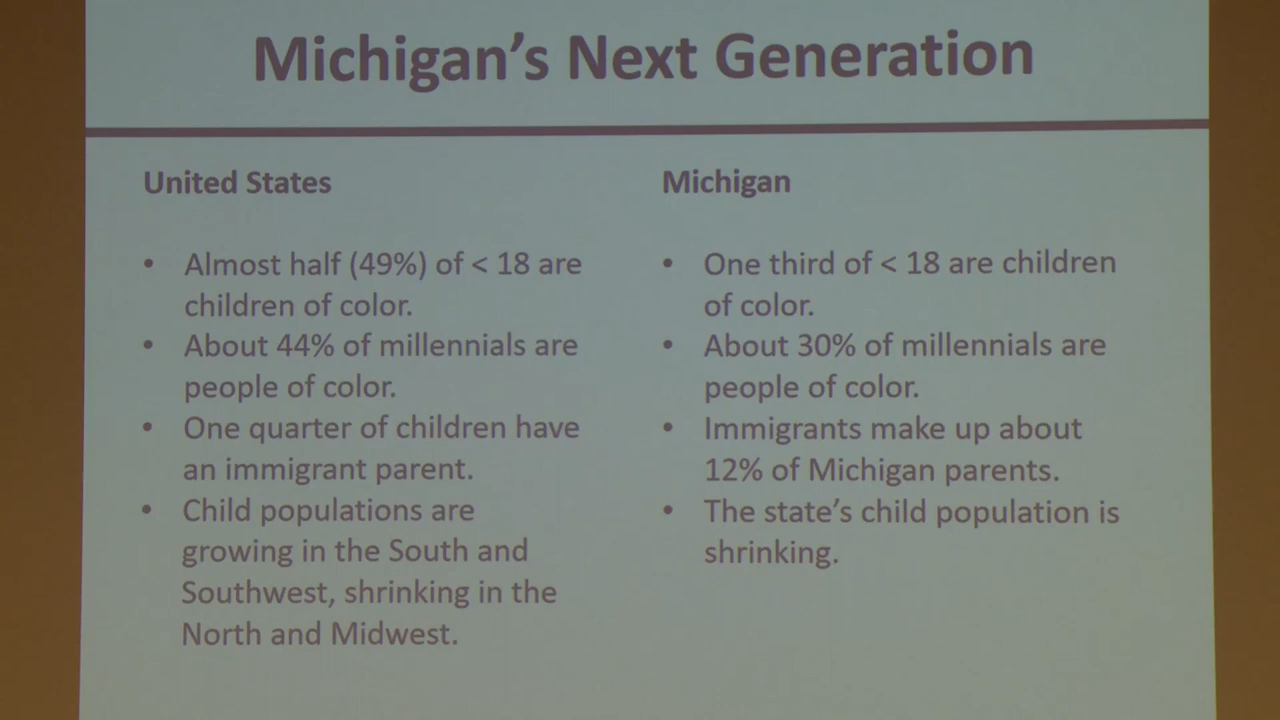 Michigan's Next Generation
United States
• Almost half (49%) of < 18 are
children of color.
• About 44% of millennials are
people of color.
• One quarter of children have
an immigrant parent.
• Child populations are
growing in the South and
Southwest, shrinking in the
North and Midwest.
Michigan
• One third of < 18 are children
of color.
• About 30% of millennials are
people of color.
• Immigrants make up about
12% of Michigan parents.
• The state's child population is
shrinking.